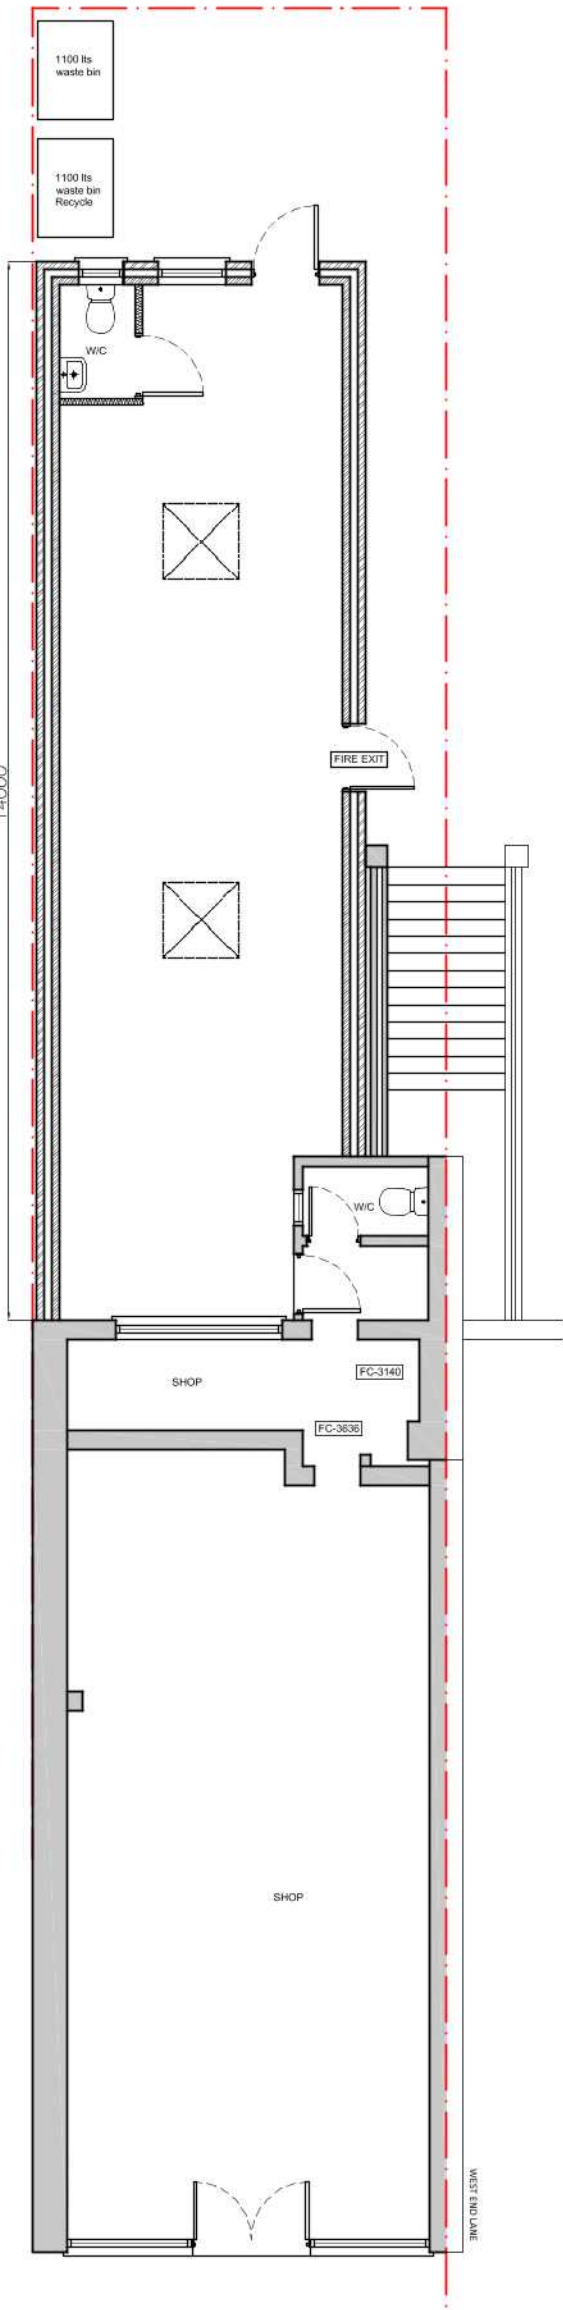 1100 lts
waste bin
1100 lts
waste bin
Recycle
W/C
14000
FIRE EXIT
W/C
SHOP
FC-3140
FC-3636
SHOP
WEST END LANE